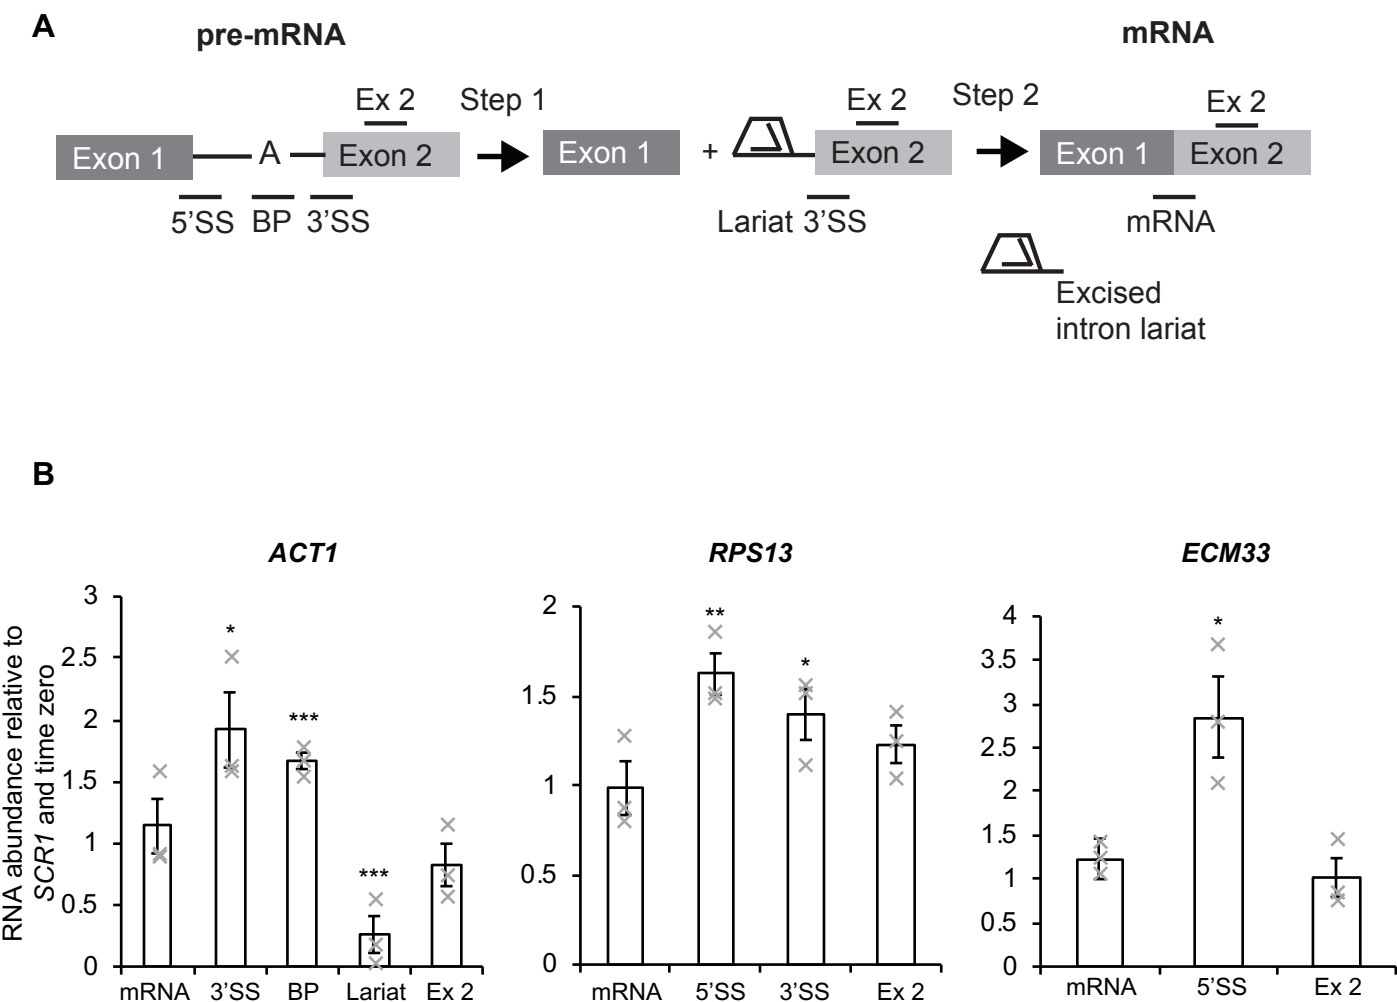 A
pre-mRNA
mRNA
Ex 2
Step 1
Ex 2
Step 2
Ex 2
Exon 1
A
Exon 2
Exon 1
+
Exon 2
Exon 1
Exon 2
5'SS
BP
3'SS
Lariat 3'SS
mRNA
Excised
intron lariat
B
ACT1
RNA abundance relative to
SCR1 and time zero
3
2.5
2
1.5
1
0.5
0
*
***
***
mRNA
3'SS
BP
Lariat
Ex 2
RPS13
2
1.5
1
0.5
0
**
*
mRNA
5'SS
3'SS
Ex 2
ECM33
4
3.5
3
2.5
2
1.5
1
0.5
0
*
mRNA
5'SS
Ex 2